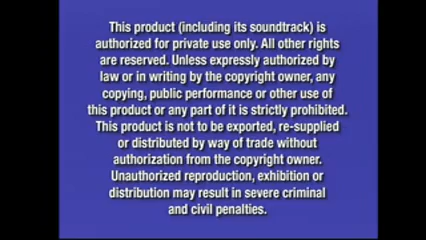 This product (including its soundtrack) is
authorized for private use only. All other rights
are reserved. Unless expressly authorized by
law or in writing by the copyright owner, any
copying, public performance or other use of
this product or any part of it is strictly prohibited.
This product is not to be exported, re-supplied
or distributed by way of trade without
authorization from the copyright owner.
Unauthorized reproduction, exhibition or
distribution may result in severe criminal
and civil penalties.